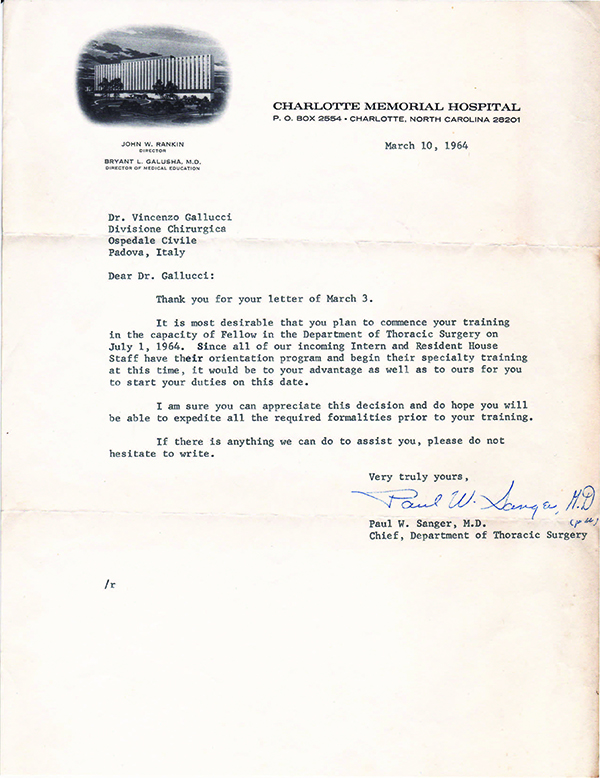 CHARLOTTE MEMORIAL HOSPITAL
P. O. BOX 2554 • CHARLOTTE, NORTH CAROLINA 28201
JOHN W. RANKIN
DIRECTOR
BRYANT L. GALUSHA, M.D.
DIRECTOR OF MEDICAL EDUCATION
March 10, 1964
Dr. Vincenzo Gallucci
Divisione Chirurgica
Ospedale Civile
Padova, Italy
Dear Dr. Gallucci:
Thank you for your letter of March 3.
It is most desirable that you plan to commence your training
in the capacity of Fellow in the Department of Thoracic Surgery on
July 1, 1964. Since all of our incoming Intern and Resident House
Staff have their orientation program and begin their specialty training
at this time, it would be to your advantage as well as to ours for you
to start your duties on this date.
I am sure you can appreciate this decision and do hope you will
be able to expedite all the required formalities prior to your training.
If there is anything we can do to assist you, please do not
hesitate to write.
Very truly yours,
Paul W. Sanger, M.D
Paul W. Sanger, M.D.
Chief, Department of Thoracic Surgery
/r